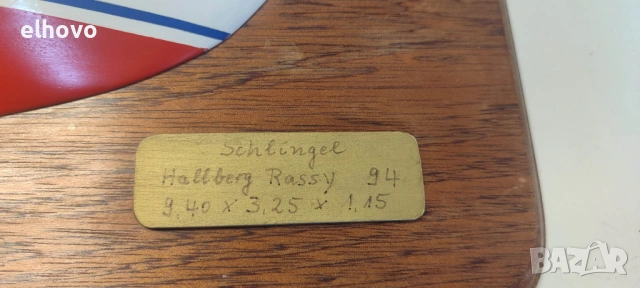 elhovo
Schlingel
Hallberg Rassy 94
9,40 x 3,25 x 1,15
BAZAR